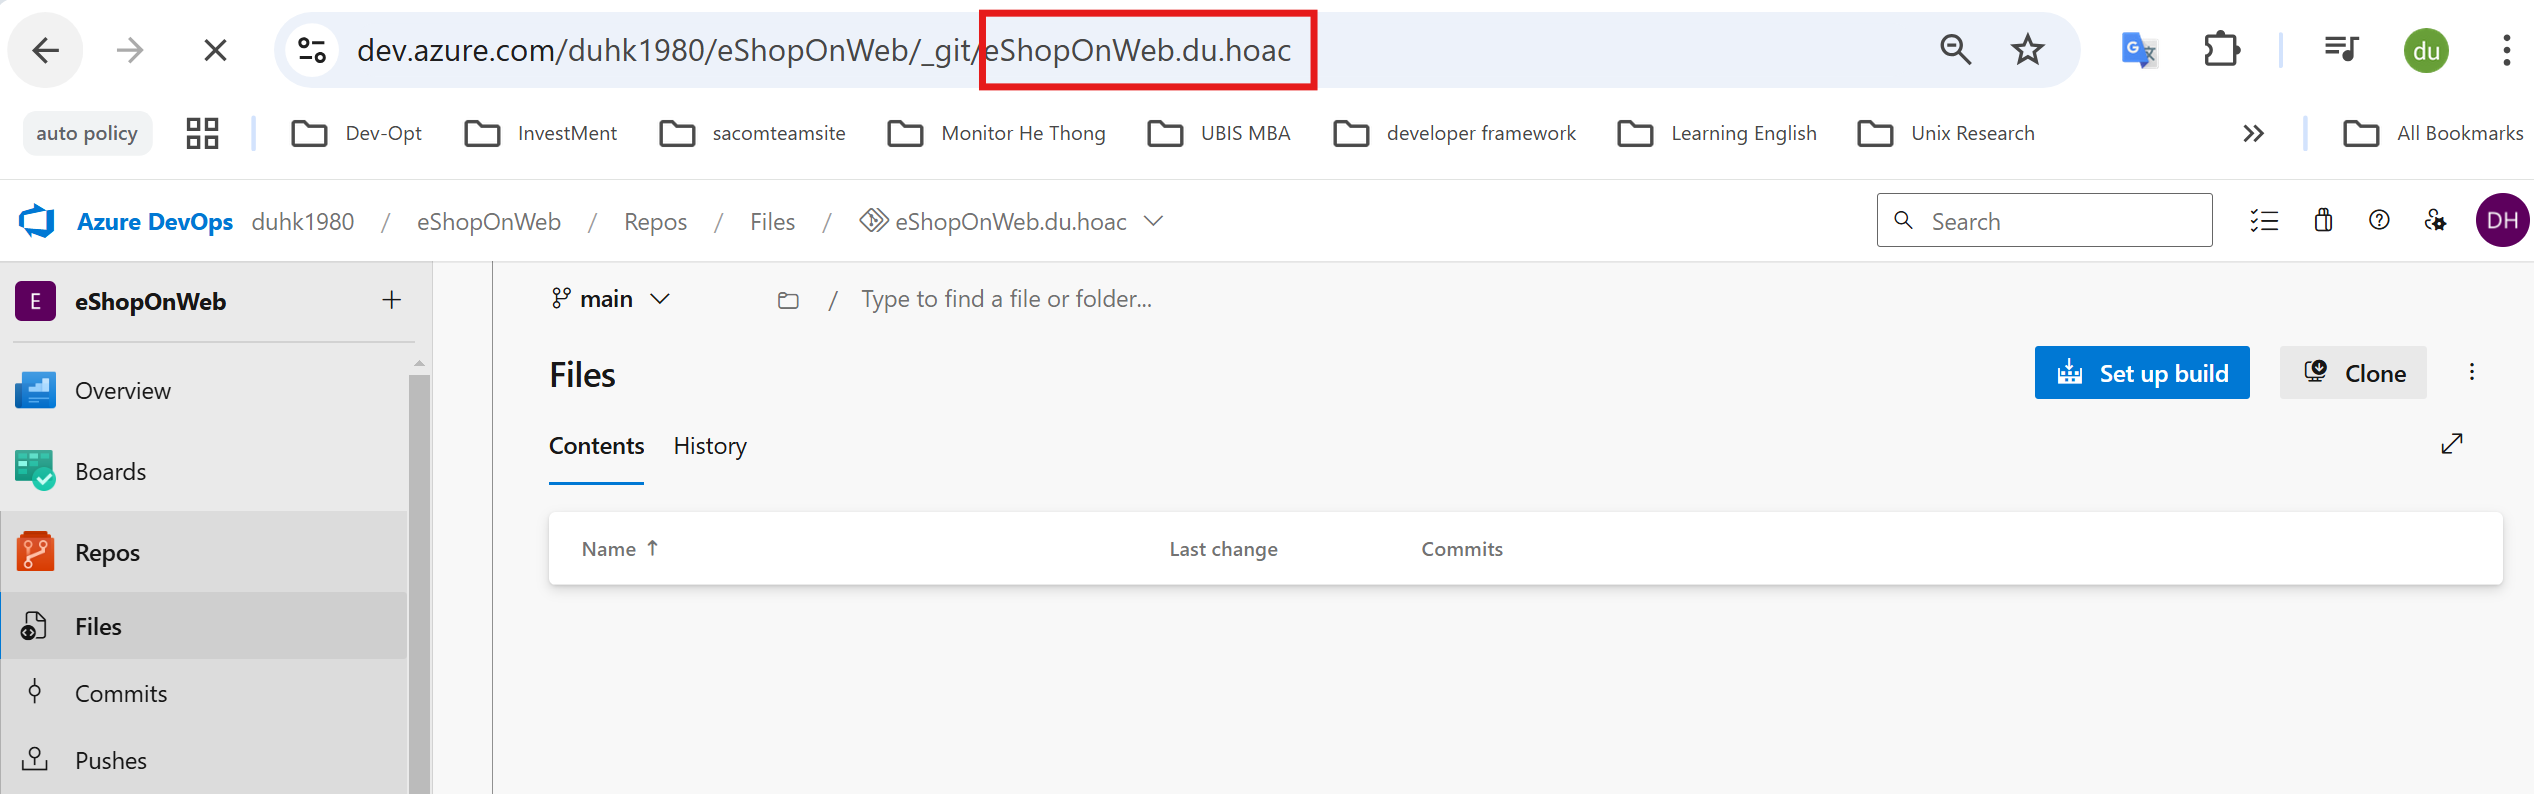 dev.azure.com/duhk1980/eShopOnWeb/_git/eShopOnWeb.du.hoac
du
auto policy Dev-Opt InvestMent sacomteamsite Monitor He Thong UBIS MBA developer framework Learning English Unix Research All Bookmarks
Azure DevOps duhk1980 / eShopOnWeb / Repos / Files / eShopOnWeb.du.hoac Search DH
E eShopOnWeb +
main / Type to find a file or folder...
Overview
Files
Set up build Clone
Boards
Contents History
Repos
Name ↑ Last change Commits
Files
Commits
Pushes